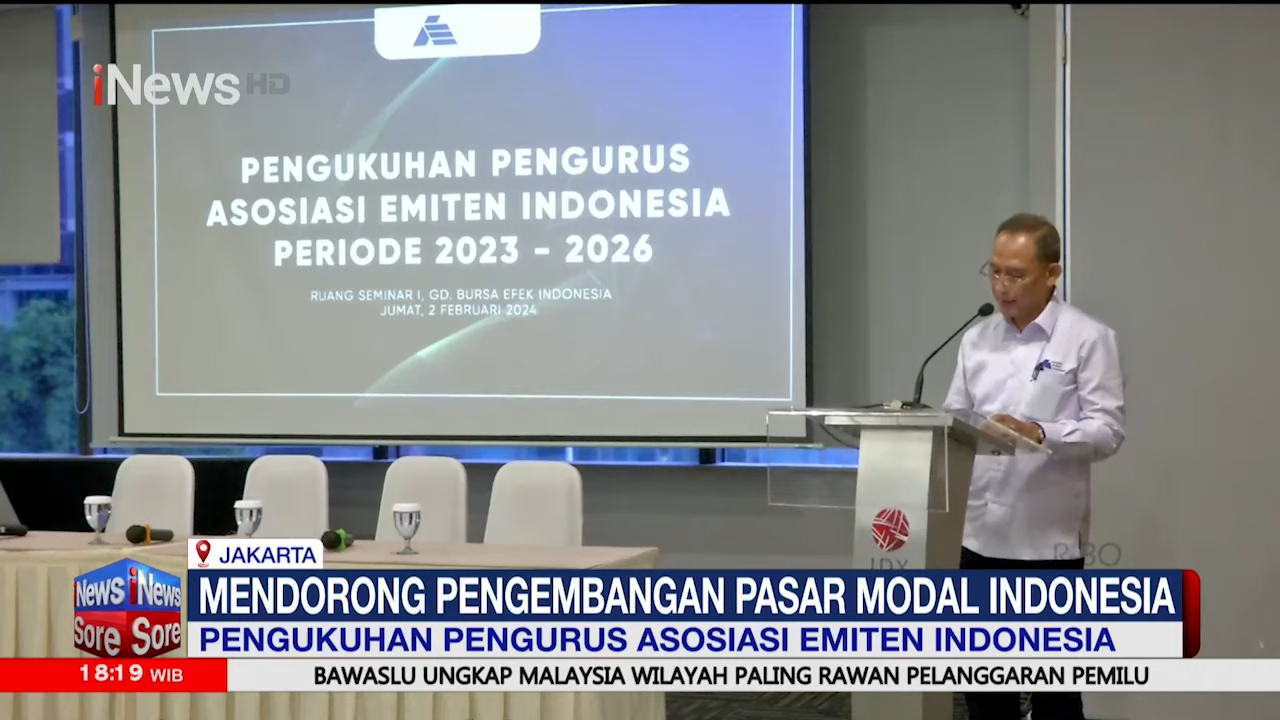 iNews HD
PENGUKUHAN PENGURUS
ASOSIASI EMITEN INDONESIA
PERIODE 2023 - 2026
RUANG SEMINAR I, GD. BURSA EFEK INDONESIA
JUMAT, 2 FEBRUARI 2024
IDX
JAKARTA
iNews Sore
iNews Sore
MENDORONG PENGEMBANGAN PASAR MODAL INDONESIA
PENGUKUHAN PENGURUS ASOSIASI EMITEN INDONESIA
18:19 WIB
BAWASLU UNGKAP MALAYSIA WILAYAH PALING RAWAN PELANGGARAN PEMILU